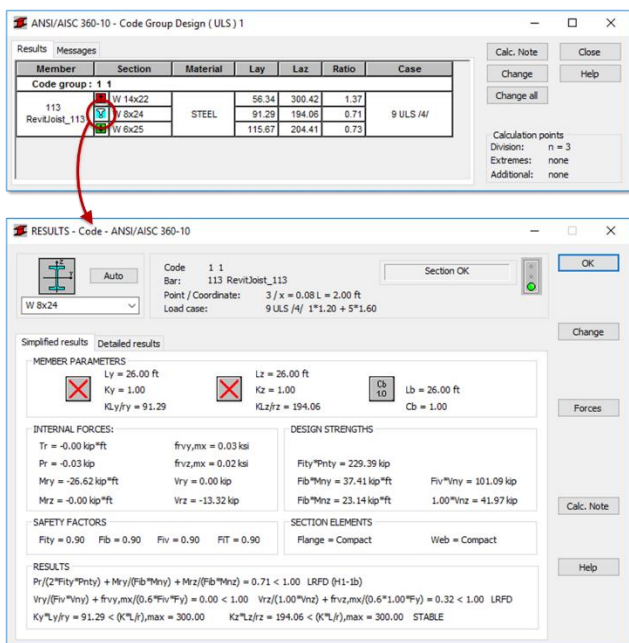 ANSI/AISC 360-10 - Code Group Design ( ULS ) 1
Results Messages
Calc. Note Close
Change Help
Change all
Member Section Material Lay Laz Ratio Case
Code group : 1 1
113 RevitJoist_113 STEEL 9 ULS /4/
W 14x22 56.34 300.42 1.37
W 8x24 91.29 194.06 0.71
W 6x25 115.67 204.41 0.73
Calculation points
Division: n = 3
Extremes: none
Additional: none
RESULTS - Code - ANSI/AISC 360-10
Auto
W 8x24
Code 1 1
Bar: 113 RevitJoist_113
Point / Coordinate: 3 / x = 0.08 L = 2.00 ft
Load case: 9 ULS /4/ 1*1.20 + 5*1.60
Section OK
OK
Change
Forces
Calc. Note
Help
Simplified results Detailed results
MEMBER PARAMETERS
Ly = 26.00 ft Lz = 26.00 ft
Ky = 1.00 Kz = 1.00 Cb 1.0 Lb = 26.00 ft
KLy/ry = 91.29 KLz/rz = 194.06 Cb = 1.00
INTERNAL FORCES: DESIGN STRENGTHS
Tr = -0.00 kip*ft frvy,mx = 0.03 ksi
Pr = -0.03 kip frvz,mx = 0.02 ksi Fity*Pnty = 229.39 kip
Mry = -26.62 kip*ft Vry = 0.00 kip Fib*Mny = 37.41 kip*ft Fiv*Vny = 101.09 kip
Mrz = -0.00 kip*ft Vrz = -13.32 kip Fib*Mnz = 23.14 kip*ft 1.00*Vnz = 41.97 kip
SAFETY FACTORS SECTION ELEMENTS
Fity = 0.90 Fib = 0.90 Fiv = 0.90 FiT = 0.90 Flange = Compact Web = Compact
RESULTS
Pr/(2*Fity*Pnty) + Mry/(Fib*Mny) + Mrz/(Fib*Mnz) = 0.71 < 1.00 LRFD (H1-1b)
Vry/(Fiv*Vny) + frvy,mx/(0.6*Fiv*Fy) = 0.00 < 1.00 Vrz/(1.00*Vnz) + frvz,mx/(0.6*1.00*Fy) = 0.32 < 1.00 LRFD
Ky*Ly/ry = 91.29 < (K*L/r),max = 300.00 Kz*Lz/rz = 194.06 < (K*L/r),max = 300.00 STABLE